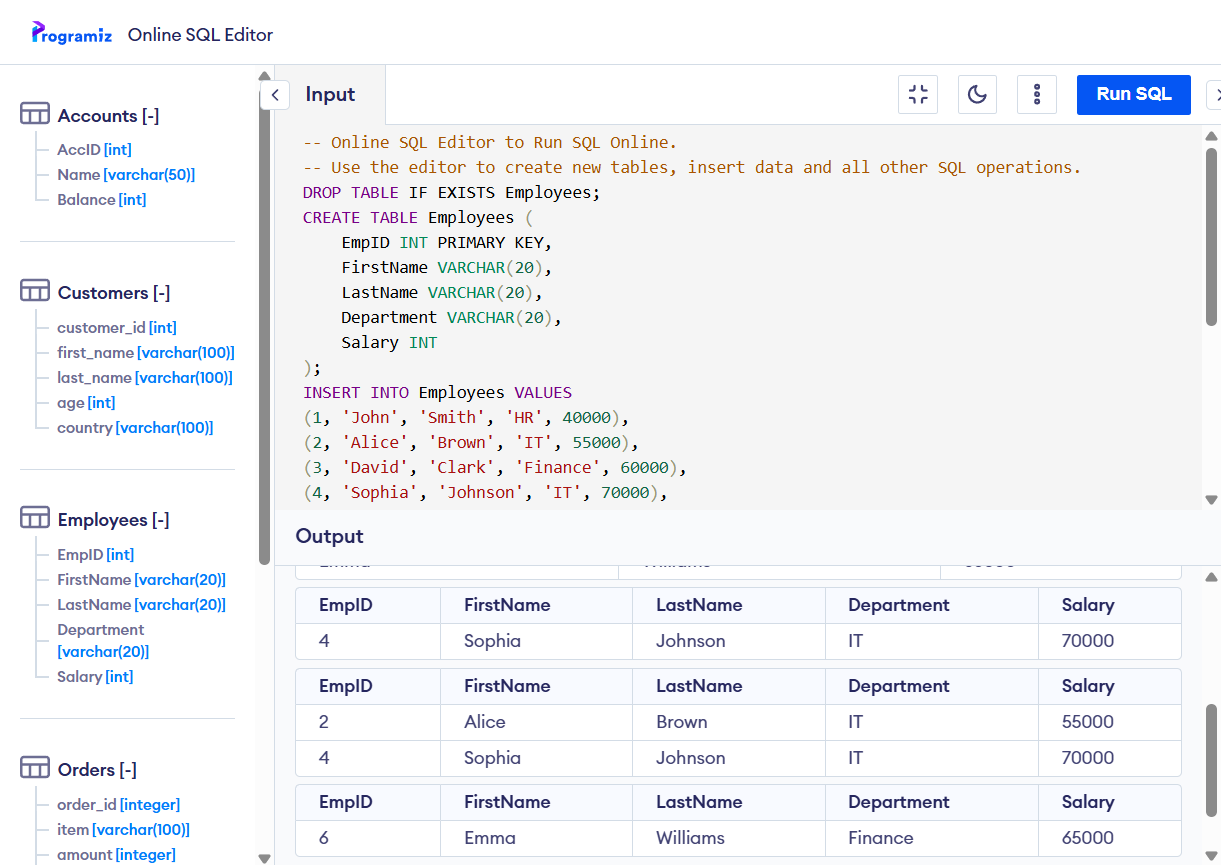 Programiz Online SQL Editor
Accounts [-]
AccID [int]
Name [varchar(50)]
Balance [int]
Customers [-]
customer_id [int]
first_name [varchar(100)]
last_name [varchar(100)]
age [int]
country [varchar(100)]
Employees [-]
EmpID [int]
FirstName [varchar(20)]
LastName [varchar(20)]
Department
[varchar(20)]
Salary [int]
Orders [-]
order_id [integer]
item [varchar(100)]
amount [integer]
Input
Run SQL
-- Online SQL Editor to Run SQL Online.
-- Use the editor to create new tables, insert data and all other SQL operations.
DROP TABLE IF EXISTS Employees;
CREATE TABLE Employees (
EmpID INT PRIMARY KEY,
FirstName VARCHAR(20),
LastName VARCHAR(20),
Department VARCHAR(20),
Salary INT
);
INSERT INTO Employees VALUES
(1, 'John', 'Smith', 'HR', 40000),
(2, 'Alice', 'Brown', 'IT', 55000),
(3, 'David', 'Clark', 'Finance', 60000),
(4, 'Sophia', 'Johnson', 'IT', 70000),
Output
EmpID FirstName LastName Department Salary
4 Sophia Johnson IT 70000
EmpID FirstName LastName Department Salary
2 Alice Brown IT 55000
4 Sophia Johnson IT 70000
EmpID FirstName LastName Department Salary
6 Emma Williams Finance 65000